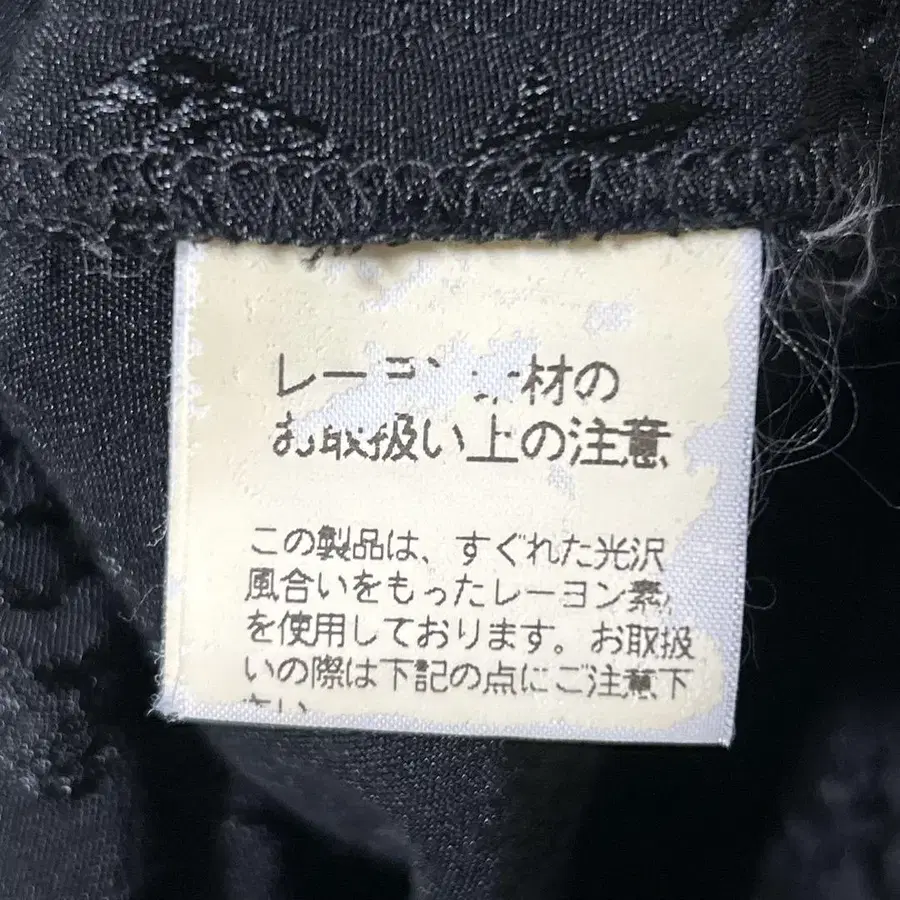 レーヨン素材の
お取扱い上の注意
この製品は、すぐれた光沢
風合いをもったレーヨン素
を使用しております。お取扱
いの際は下記の点にご注意下
さい